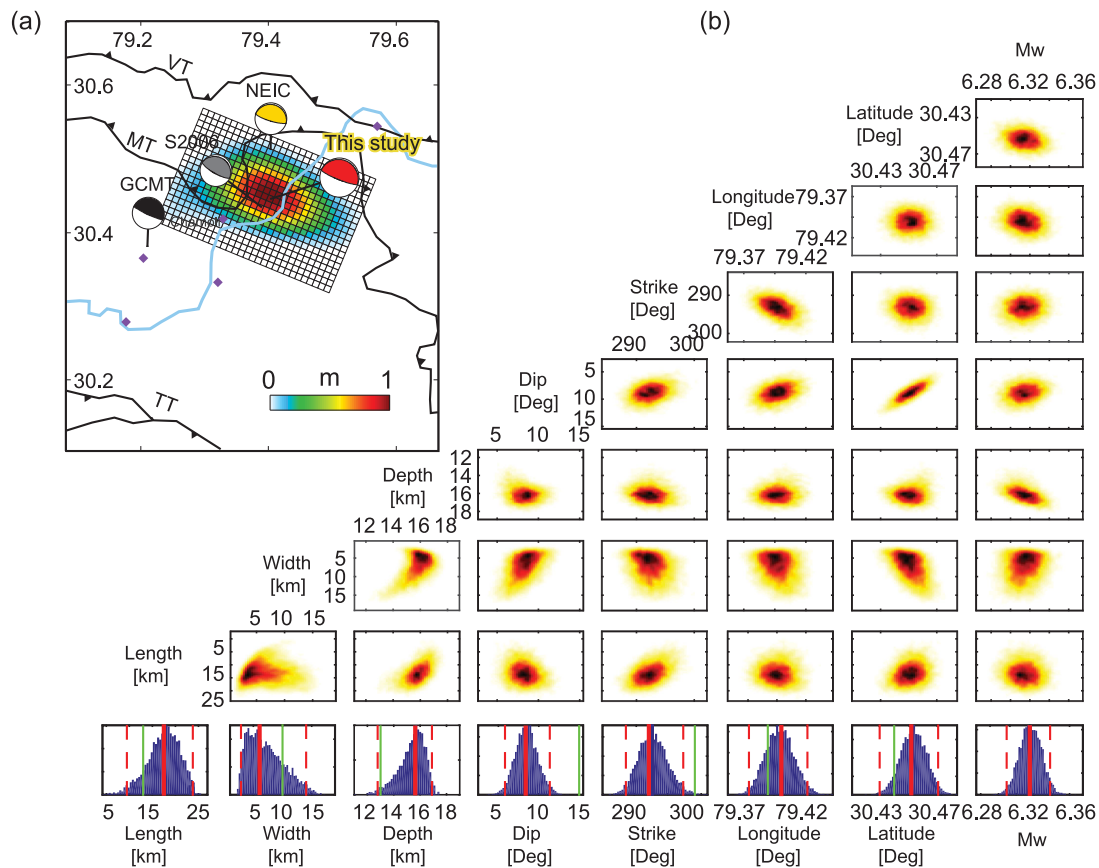 (a)
79.2 79.4 79.6
30.6
30.4
30.2
VT
NEIC
MT
S2006
This study
GCMT
TT
0 m 1
(b)
Mw
6.28 6.32 6.36
Latitude
[Deg]
30.43
30.47
30.43 30.47
Longitude
[Deg]
79.37
79.42
79.37 79.42
Strike
[Deg]
290
300
290 300
Dip
[Deg]
5
10
15
5 10 15
Depth
[km]
12
14
16
18
12 14 16 18
Width
[km]
5
10
15
5 10 15
Length
[km]
5
15
25
5 15 25
Length
[km]
5 10 15
Width
[km]
12 14 16 18
Depth
[km]
5 10 15
Dip
[Deg]
290 300
Strike
[Deg]
79.37 79.42
Longitude
[Deg]
30.43 30.47
Latitude
[Deg]
6.28 6.32 6.36
Mw